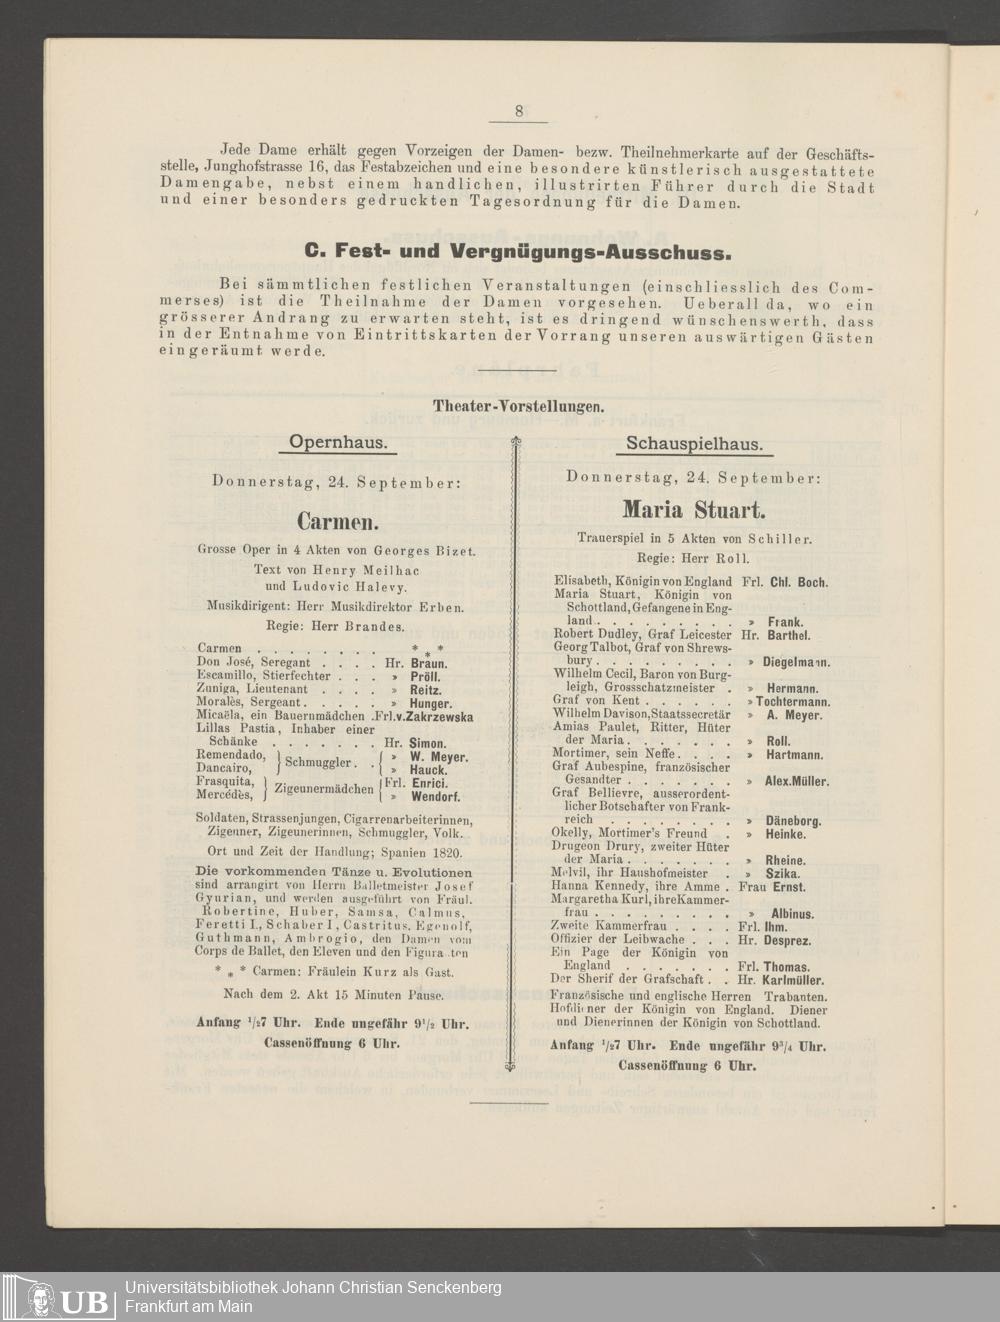 8
Jede Dame erhält gegen Vorzeigen der Damen- bezw. Theilnehmerkarte auf der Geschäfts-
stelle, Junghofstrasse 16, das Festabzeichen und eine besondere künstlerisch ausgestattete
Damengabe, nebst einem handlichen, illustrirten Führer durch die Stadt
und einer besonders gedruckten Tagesordnung für die Damen.
C. Fest- und Vergnügungs-Ausschuss.
Bei sämmtlichen festlichen Veranstaltungen (einschliesslich des Com-
merses) ist die Theilnahme der Damen vorgesehen. Ueberall da, wo ein
grösserer Andrang zu erwarten steht, ist es dringend wünschenswerth, dass
in der Entnahme von Eintrittskarten der Vorrang unseren auswärtigen Gästen
eingeräumt werde.
Theater-Vorstellungen.
Opernhaus.
Donnerstag, 24. September:
Carmen.
Grosse Oper in 4 Akten von Georges Bizet.
Text von Henry Meilhac
und Ludovic Halevy.
Musikdirigent: Herr Musikdirektor Erben.
Regie: Herr Brandes.
Carmen . . . . . . . . * * *
Don José, Seregant . . . . Hr. Braun.
Escamillo, Stierfechter . . . » Pröll.
Zuniga, Lieutenant . . . . » Reitz.
Moralès, Sergeant . . . . . » Hunger.
Micaëla, ein Bauernmädchen . Frl. v. Zakrzewska
Lillas Pastia, Inhaber einer
Schänke . . . . . . . Hr. Simon.
Remendado, } Schmuggler . . { » W. Meyer.
Dancairo, » Hauck.
Frasquita, } Zigeunermädchen { Frl. Enrici.
Mercédès, » Wendorf.
Soldaten, Strassenjungen, Cigarrenarbeiterinnen,
Zigeuner, Zigeunerinnen, Schmuggler, Volk.
Ort und Zeit der Handlung; Spanien 1820.
Die vorkommenden Tänze u. Evolutionen
sind arrangirt von Herrn Balletmeister Josef
Gyurian, und werden ausgeführt von Fräul.
Robertine, Huber, Samsa, Calmus,
Feretti I., Schaber I, Castritus, Egenolf,
Guthmann, Ambrogio, den Damen vom
Corps de Ballet, den Eleven und den Figuranten
* * * Carmen: Fräulein Kurz als Gast.
Nach dem 2. Akt 15 Minuten Pause.
Anfang 1/27 Uhr. Ende ungefähr 9 1/2 Uhr.
Cassenöffnung 6 Uhr.
Schauspielhaus.
Donnerstag, 24. September:
Maria Stuart.
Trauerspiel in 5 Akten von Schiller.
Regie: Herr Roll.
Elisabeth, Königin von England Frl. Chl. Boch.
Maria Stuart, Königin von
Schottland, Gefangene in Eng-
land . . . . . . . . . » Frank.
Robert Dudley, Graf Leicester Hr. Barthel.
Georg Talbot, Graf von Shrews-
bury . . . . . . . . . » Diegelmann.
Wilhelm Cecil, Baron von Burg-
leigh, Grossschatzmeister . » Hermann.
Graf von Kent . . . . . . » Tochtermann.
Wilhelm Davison, Staatssecretär » A. Meyer.
Amias Paulet, Ritter, Hüter
der Maria . . . . . . . » Roll.
Mortimer, sein Neffe . . . . » Hartmann.
Graf Aubespine, französischer
Gesandter . . . . . . . » Alex. Müller.
Graf Bellievre, ausserordent-
licher Botschafter von Frank-
reich . . . . . . . . » Däneborg.
Okelly, Mortimer's Freund . » Heinke.
Drugeon Drury, zweiter Hüter
der Maria . . . . . . . » Rheine.
Melvil, ihr Haushofmeister . » Szika.
Hanna Kennedy, ihre Amme . Frau Ernst.
Margaretha Kurl, ihre Kammer-
frau . . . . . . . . . » Albinus.
Zweite Kammerfrau . . . . Frl. Ihm.
Offizier der Leibwache . . . Hr. Desprez.
Ein Page der Königin von
England . . . . . . . Frl. Thomas.
Der Sherif der Grafschaft . . Hr. Karlmüller.
Französische und englische Herren Trabanten.
Hofdiener der Königin von England. Diener
und Dienerinnen der Königin von Schottland.
Anfang 1/27 Uhr. Ende ungefähr 9 3/4 Uhr.
Cassenöffnung 6 Uhr.
UB
Universitätsbibliothek Johann Christian Senckenberg
Frankfurt am Main